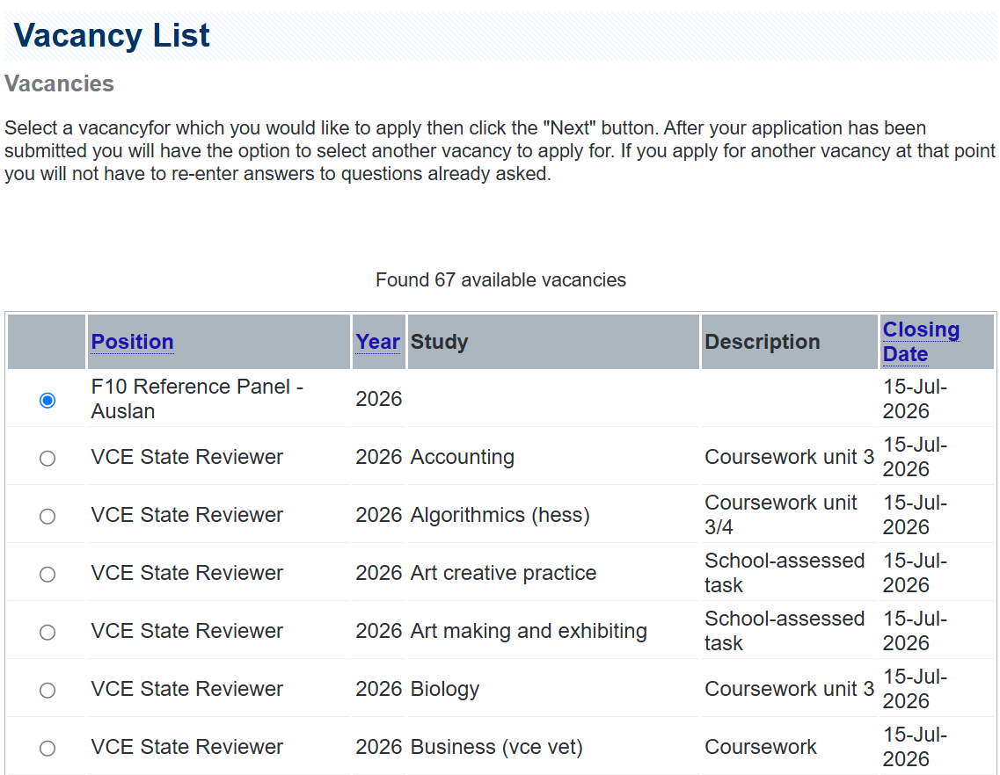 Vacancy List
Vacancies
Select a vacancyfor which you would like to apply then click the "Next" button. After your application has been
submitted you will have the option to select another vacancy to apply for. If you apply for another vacancy at that point
you will not have to re-enter answers to questions already asked.
Found 67 available vacancies
Position Year Study Description Closing Date
F10 Reference Panel - Auslan 2026 15-Jul-2026
VCE State Reviewer 2026 Accounting Coursework unit 3 15-Jul-2026
VCE State Reviewer 2026 Algorithmics (hess) Coursework unit 3/4 15-Jul-2026
VCE State Reviewer 2026 Art creative practice School-assessed task 15-Jul-2026
VCE State Reviewer 2026 Art making and exhibiting School-assessed task 15-Jul-2026
VCE State Reviewer 2026 Biology Coursework unit 3 15-Jul-2026
VCE State Reviewer 2026 Business (vce vet) Coursework 15-Jul-2026